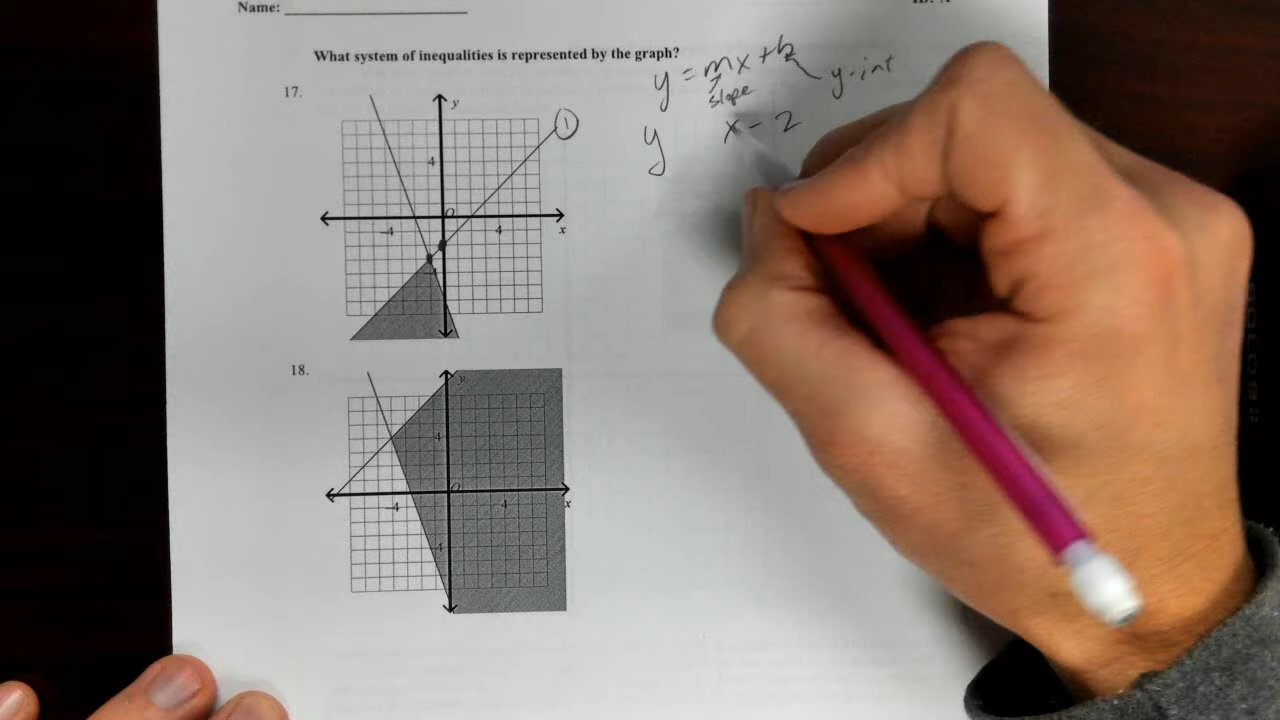 Name:
What system of inequalities is represented by the graph?
y = mx + b
slope
y-int
17.
y
4
O
-4
4
x
①
y x - 2
18.
y
4
O
-4
4
x
-4